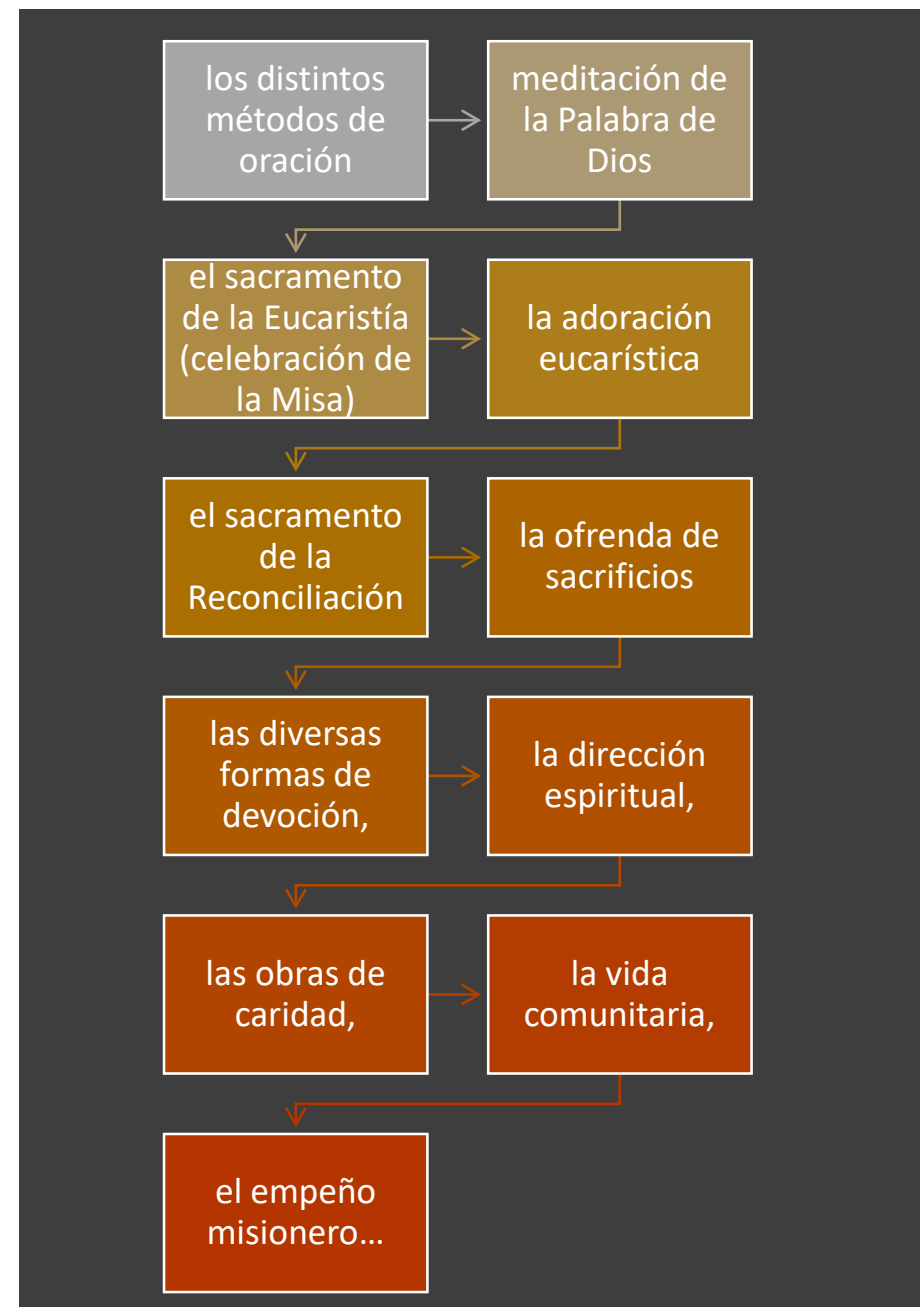 los distintos
métodos de
oración
meditación de
la Palabra de
Dios
el sacramento
de la Eucaristía
(celebración de
la Misa)
la adoración
eucarística
el sacramento
de la
Reconciliación
la ofrenda de
sacrificios
las diversas
formas de
devoción,
la dirección
espiritual,
las obras de
caridad,
la vida
comunitaria,
el empeño
misionero…